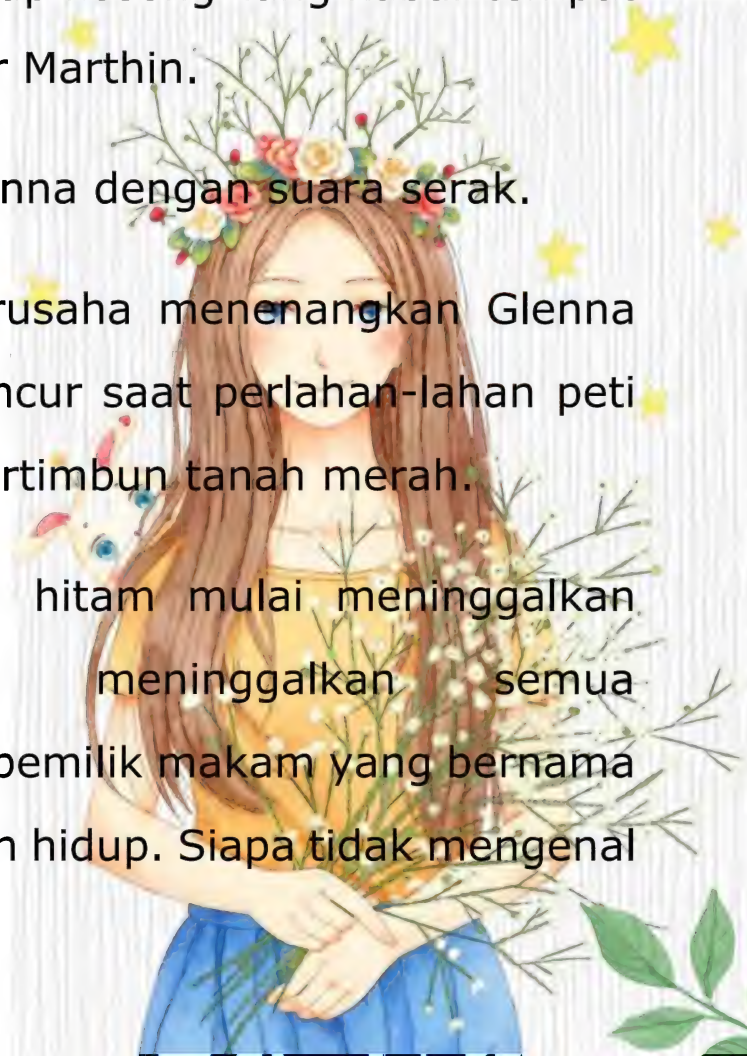 r Marthin.
nna dengan suara serak.
rusaha menenangkan Glenna
ncur saat perlahan-lahan peti
rtimbun tanah merah.
hitam mulai meninggalkan
meninggalkan semua
pemilik makam yang bernama
n hidup. Siapa tidak mengenal